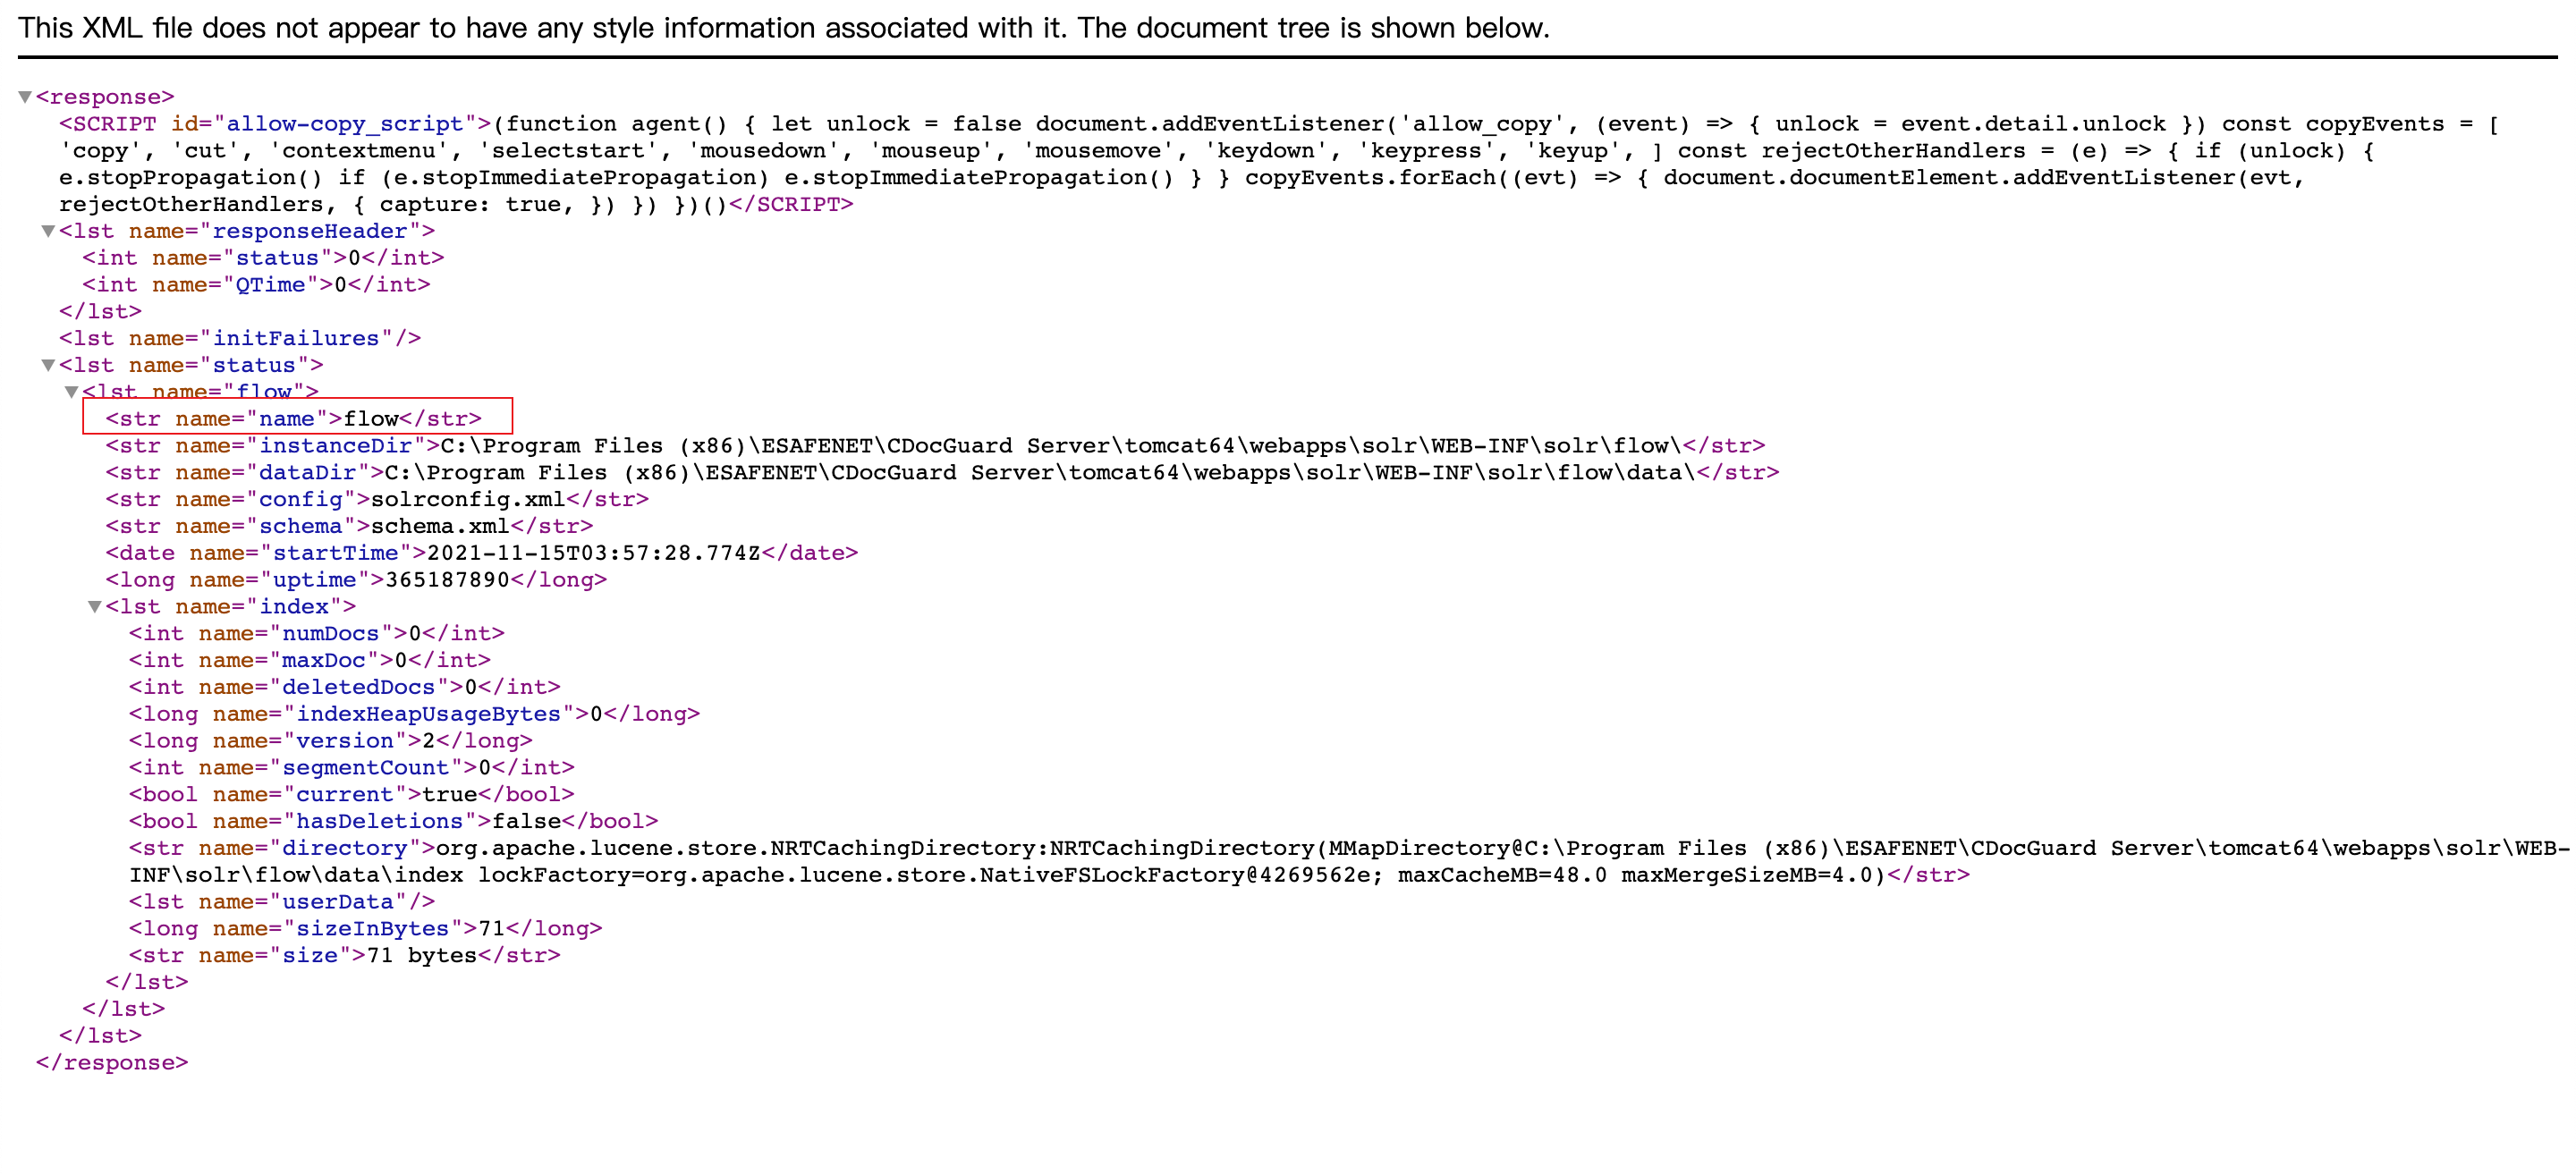 This XML file does not appear to have any style information associated with it. The document tree is shown below.
▼<response>
<SCRIPT id="allow-copy_script">(function agent() { let unlock = false document.addEventListener('allow_copy', (event) => { unlock = event.detail.unlock }) const copyEvents = [
'copy', 'cut', 'contextmenu', 'selectstart', 'mousedown', 'mouseup', 'mousemove', 'keydown', 'keypress', 'keyup', ] const rejectOtherHandlers = (e) => { if (unlock) {
e.stopPropagation() if (e.stopImmediatePropagation) e.stopImmediatePropagation() } } copyEvents.forEach((evt) => { document.documentElement.addEventListener(evt,
rejectOtherHandlers, { capture: true, }) }) })()</SCRIPT>
▼<lst name="responseHeader">
<int name="status">0</int>
<int name="QTime">0</int>
</lst>
<lst name="initFailures"/>
▼<lst name="status">
▼<lst name="flow">
<str name="name">flow</str>
<str name="instanceDir">C:\Program Files (x86)\ESAFENET\CDocGuard Server\tomcat64\webapps\solr\WEB-INF\solr\flow\</str>
<str name="dataDir">C:\Program Files (x86)\ESAFENET\CDocGuard Server\tomcat64\webapps\solr\WEB-INF\solr\flow\data\</str>
<str name="config">solrconfig.xml</str>
<str name="schema">schema.xml</str>
<date name="startTime">2021-11-15T03:57:28.774Z</date>
<long name="uptime">365187890</long>
▼<lst name="index">
<int name="numDocs">0</int>
<int name="maxDoc">0</int>
<int name="deletedDocs">0</int>
<long name="indexHeapUsageBytes">0</long>
<long name="version">2</long>
<int name="segmentCount">0</int>
<bool name="current">true</bool>
<bool name="hasDeletions">false</bool>
<str name="directory">org.apache.lucene.store.NRTCachingDirectory:NRTCachingDirectory(MMapDirectory@C:\Program Files (x86)\ESAFENET\CDocGuard Server\tomcat64\webapps\solr\WEB-
INF\solr\flow\data\index lockFactory=org.apache.lucene.store.NativeFSLockFactory@4269562e; maxCacheMB=48.0 maxMergeSizeMB=4.0)</str>
<lst name="userData"/>
<long name="sizeInBytes">71</long>
<str name="size">71 bytes</str>
</lst>
</lst>
</lst>
</response>